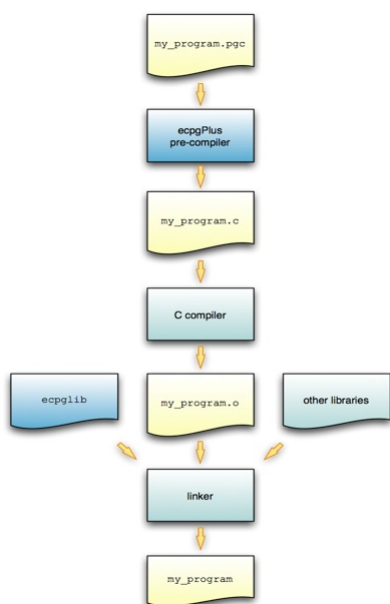 my_program.pgc
ecpgPlus
pre-compiler
my_program.c
C compiler
ecpglib
my_program.o
other libraries
linker
my_program